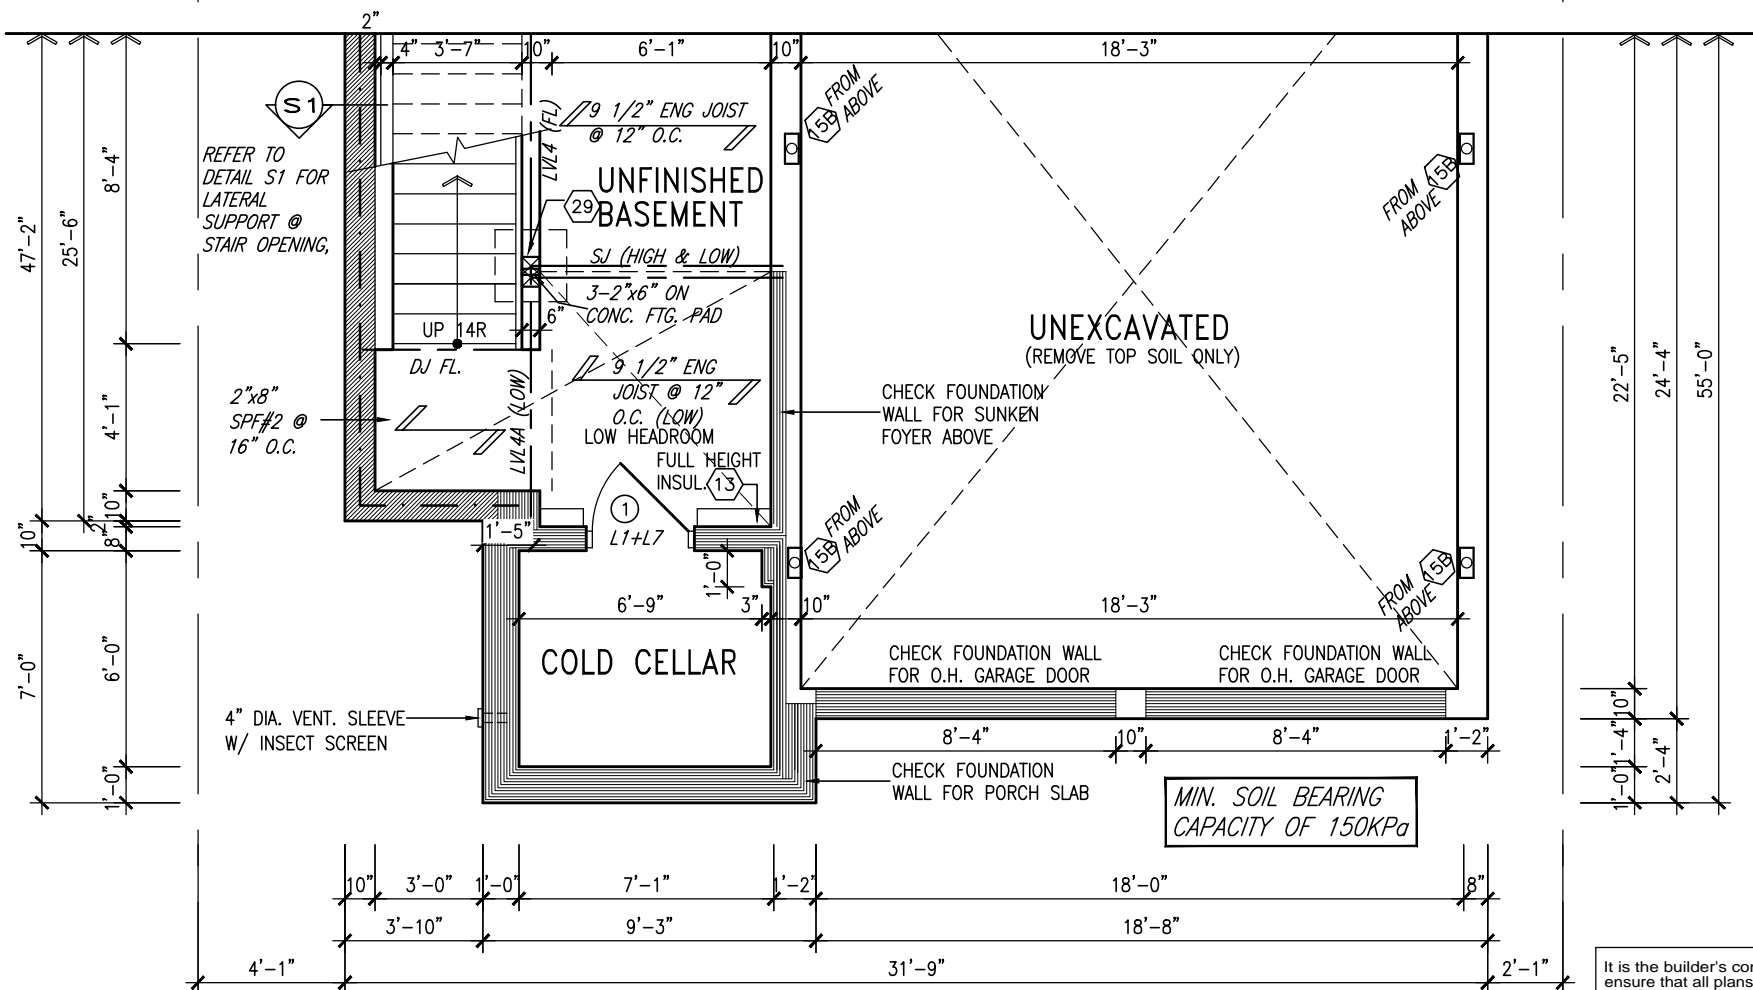 2"
4" 3'-7" 10" 6'-1" 10" 18'-3"
S1
REFER TO
DETAIL S1 FOR
LATERAL
SUPPORT @
STAIR OPENING,
LVL4 (FL)
9 1/2" ENG JOIST
@ 12" O.C.
UNFINISHED
BASEMENT
29
SJ (HIGH & LOW)
3-2"x6" ON
CONC. FTG. PAD
6"
UP 14R
DJ FL.
9 1/2" ENG
JOIST @ 12"
O.C. (LOW)
LOW HEADROOM
FULL HEIGHT
INSUL.
13
LVL4A (LOW)
2"x8"
SPF#2 @
16" O.C.
1
L1+L7
1'-5"
1'-0"
15B
FROM
ABOVE
15B
FROM
ABOVE
15B
FROM
ABOVE
15B
FROM
ABOVE
UNEXCAVATED
(REMOVE TOP SOIL ONLY)
CHECK FOUNDATION
WALL FOR SUNKEN
FOYER ABOVE
6'-9" 3" 10" 18'-3"
COLD CELLAR
CHECK FOUNDATION WALL
FOR O.H. GARAGE DOOR
CHECK FOUNDATION WALL
FOR O.H. GARAGE DOOR
4" DIA. VENT. SLEEVE
W/ INSECT SCREEN
8'-4" 10" 8'-4" 1'-2"
CHECK FOUNDATION
WALL FOR PORCH SLAB
MIN. SOIL BEARING
CAPACITY OF 150KPa
47'-2"
10"
7'-0"
25'-6"
8'-4"
4'-1"
10"
2"
8"
6'-0"
1'-0"
22'-5"
10"
1'-4"
1'-0"
24'-4"
2'-4"
55'-0"
10" 3'-0" 1'-0" 7'-1" 1'-2" 18'-0" 8"
3'-10" 9'-3" 18'-8"
4'-1" 31'-9" 2'-1"
It is the builder's
ensure that all plans